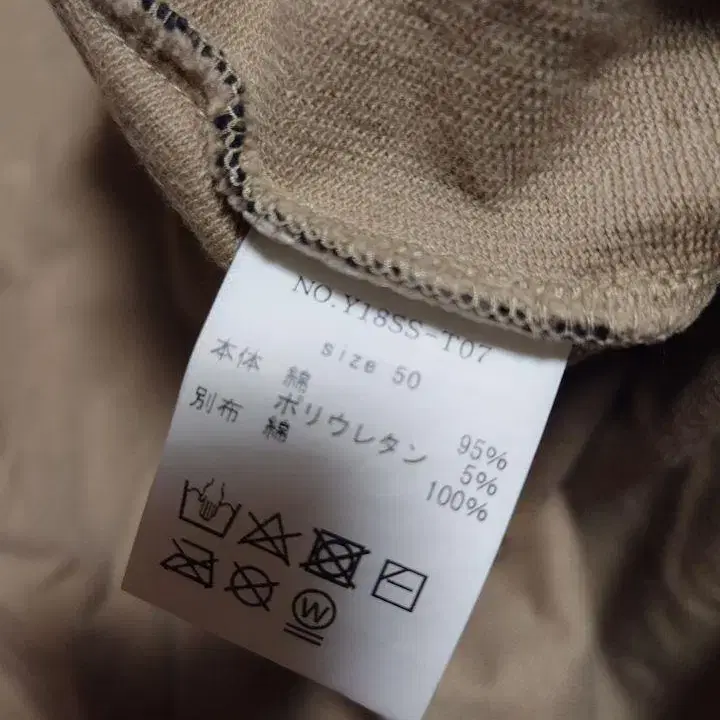 NO.Y18SS-T07
size 50
本体 綿 95%
ポリウレタン 5%
別布 綿 100%
W